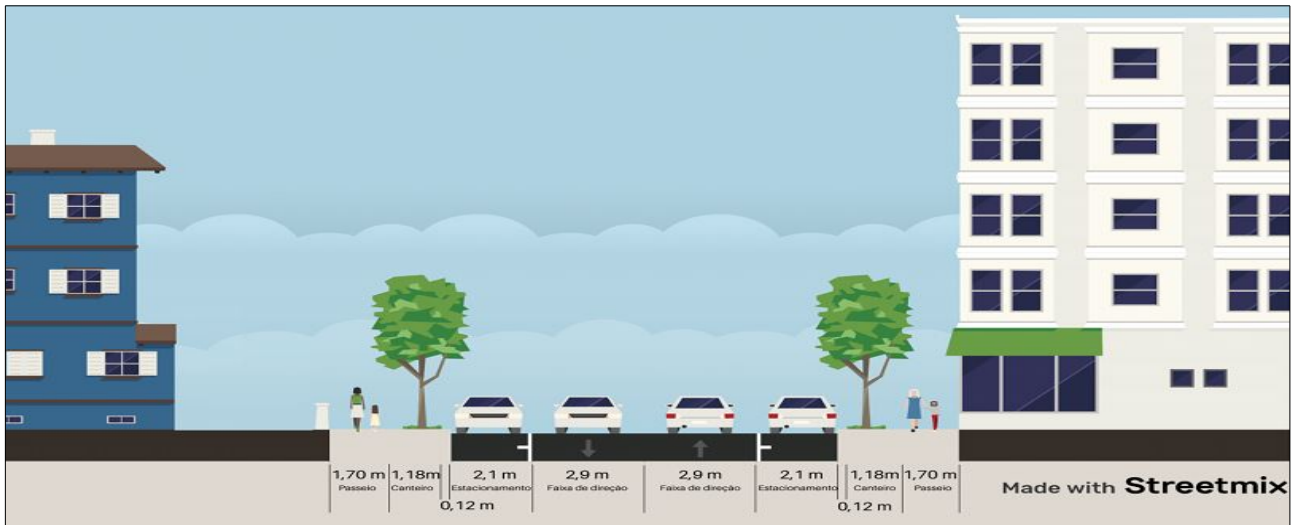 1,70 m 1,18m 2,1 m 2,9 m 2,9 m 2,1 m 1,18m 1,70 m
Passeio Canteiro Estacionamento Faixa de direção Faixa de direção Estacionamento Canteiro Passeio
0,12 m 0,12 m
Made with Streetmix